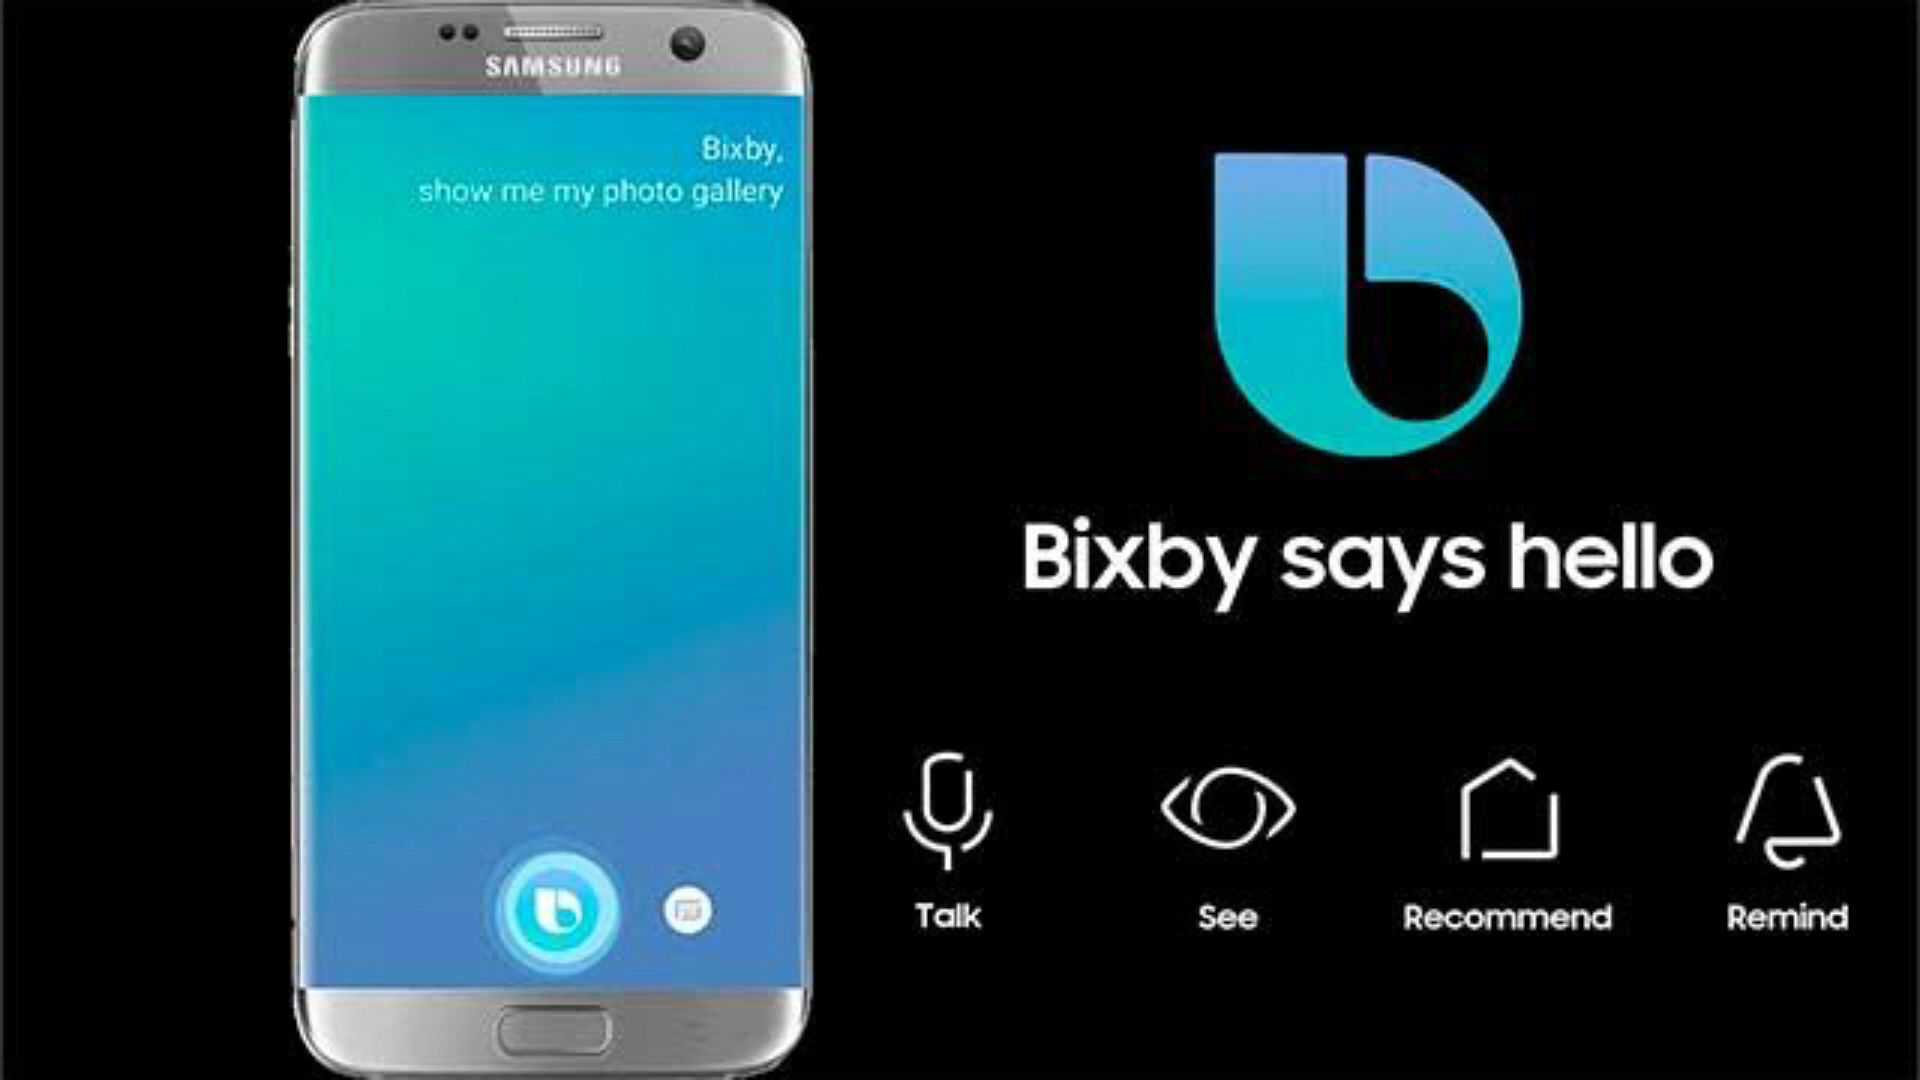 SAMSUNG
Bixby,
show me my photo gallery
Bixby says hello
Talk
See
Recommend
Remind